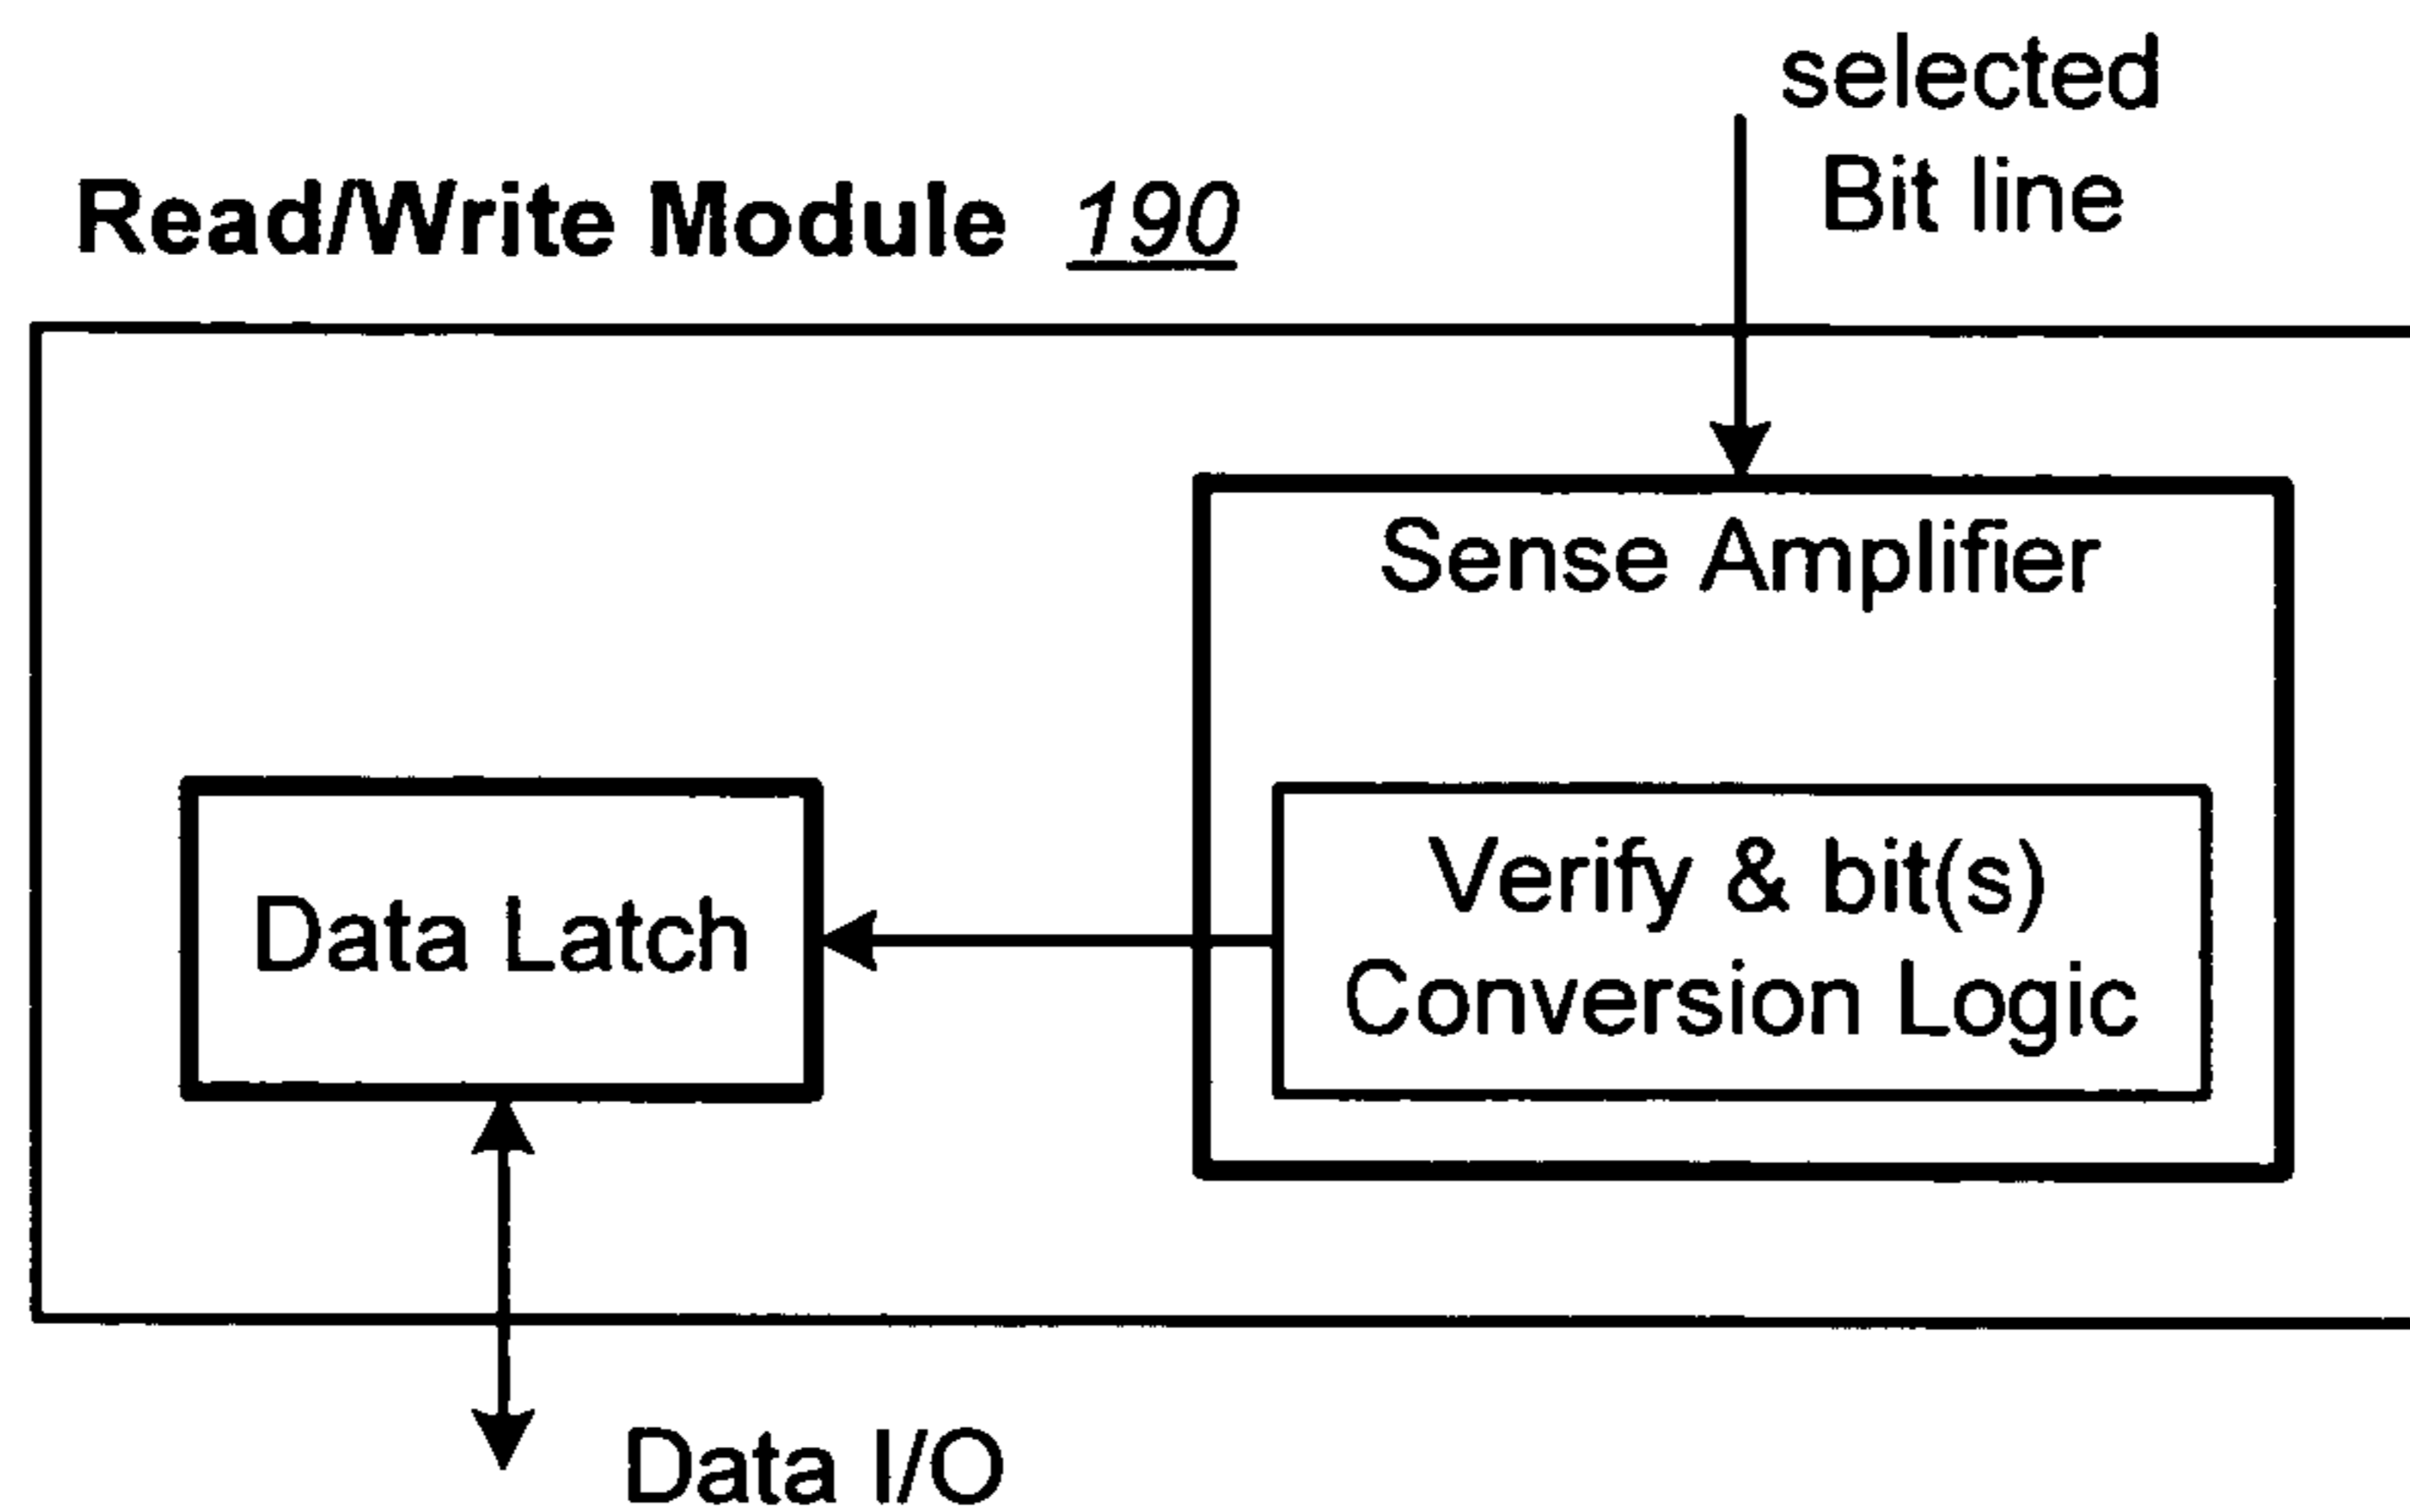 selected
Bit line
Read/Write Module 190
Sense Amplifier
Verify & bit(s)
Conversion Logic
Data Latch
Data I/O